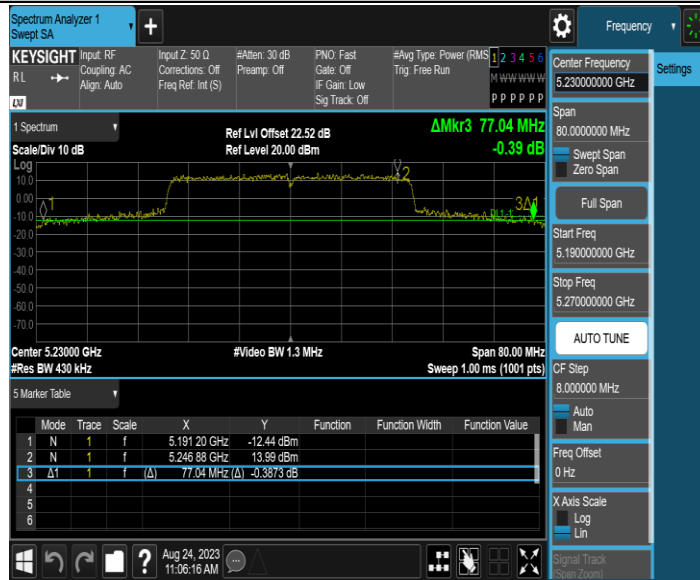 Spectrum Analyzer 1
Swept SA
+
Frequency
KEYSIGHT
RL
LXI
Input: RF
Coupling: AC
Align: Auto
Input Z: 50 Ω
Corrections: Off
Freq Ref: Int (S)
#Atten: 30 dB
Preamp: Off
PNO: Fast
Gate: Off
IF Gain: Low
Sig Track: Off
#Avg Type: Power (RMS
Trig: Free Run
1 2 3 4 5 6
M W W W W W
P P P P P P
Settings
1 Spectrum
Scale/Div 10 dB
Ref Lvl Offset 22.52 dB
Ref Level 20.00 dBm
ΔMkr3 77.04 MHz
-0.39 dB
Log
10.0
0.00
-10.0
-20.0
-30.0
-40.0
-50.0
-60.0
-70.0
1
2
3Δ1
Center 5.23000 GHz
#Res BW 430 kHz
#Video BW 1.3 MHz
Span 80.00 MHz
Sweep 1.00 ms (1001 pts)
5 Marker Table
Mode Trace Scale X Y Function Function Width Function Value
1 N 1 f 5.191 20 GHz -12.44 dBm
2 N 1 f 5.246 88 GHz 13.99 dBm
3 Δ1 1 f (Δ) 77.04 MHz (Δ) -0.3873 dB
4
5
6
Center Frequency
5.230000000 GHz
Span
80.0000000 MHz
Swept Span
Zero Span
Full Span
Start Freq
5.190000000 GHz
Stop Freq
5.270000000 GHz
AUTO TUNE
CF Step
8.000000 MHz
Auto
Man
Freq Offset
0 Hz
X Axis Scale
Log
Lin
Signal Track
(Span Zoom)
?
Aug 24, 2023
11:06:16 AM